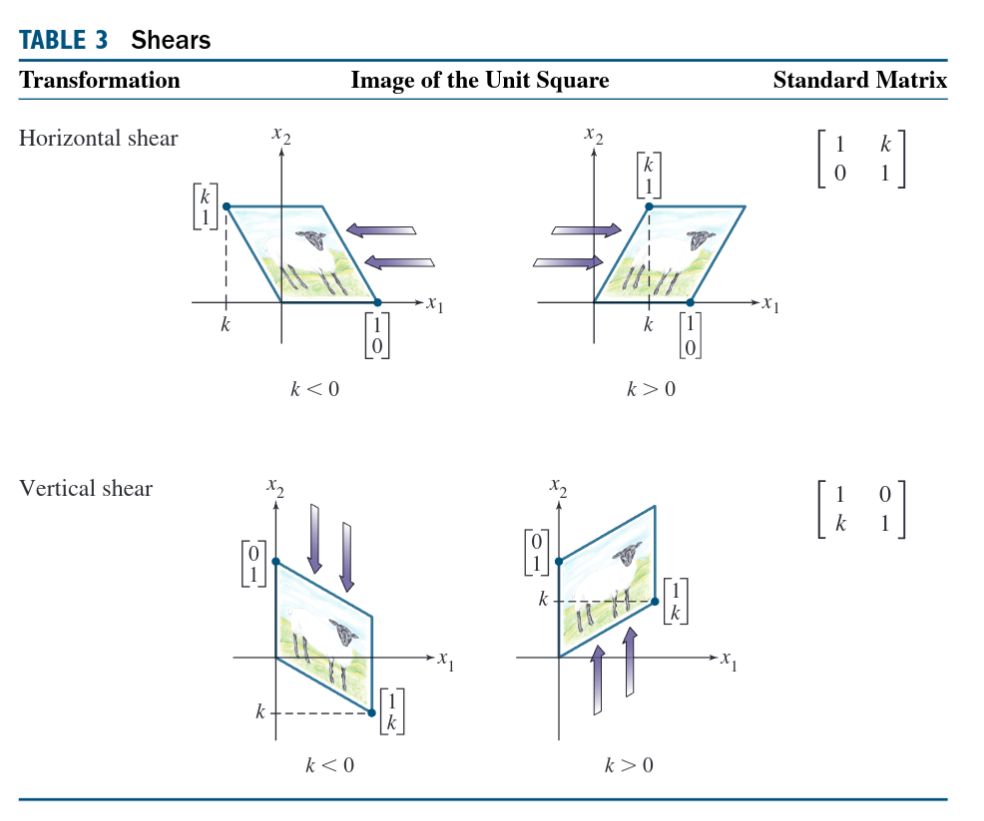 TABLE 3 Shears
Transformation Image of the Unit Square Standard Matrix
Horizontal shear
x2
[k
1]
x1
k
[1
0]
k < 0
x2
[k
1]
x1
k
[1
0]
k > 0
[1 k
0 1]
Vertical shear
x2
[0
1]
x1
k
[1
k]
k < 0
x2
[0
1]
k
[1
k]
x1
k > 0
[1 0
k 1]